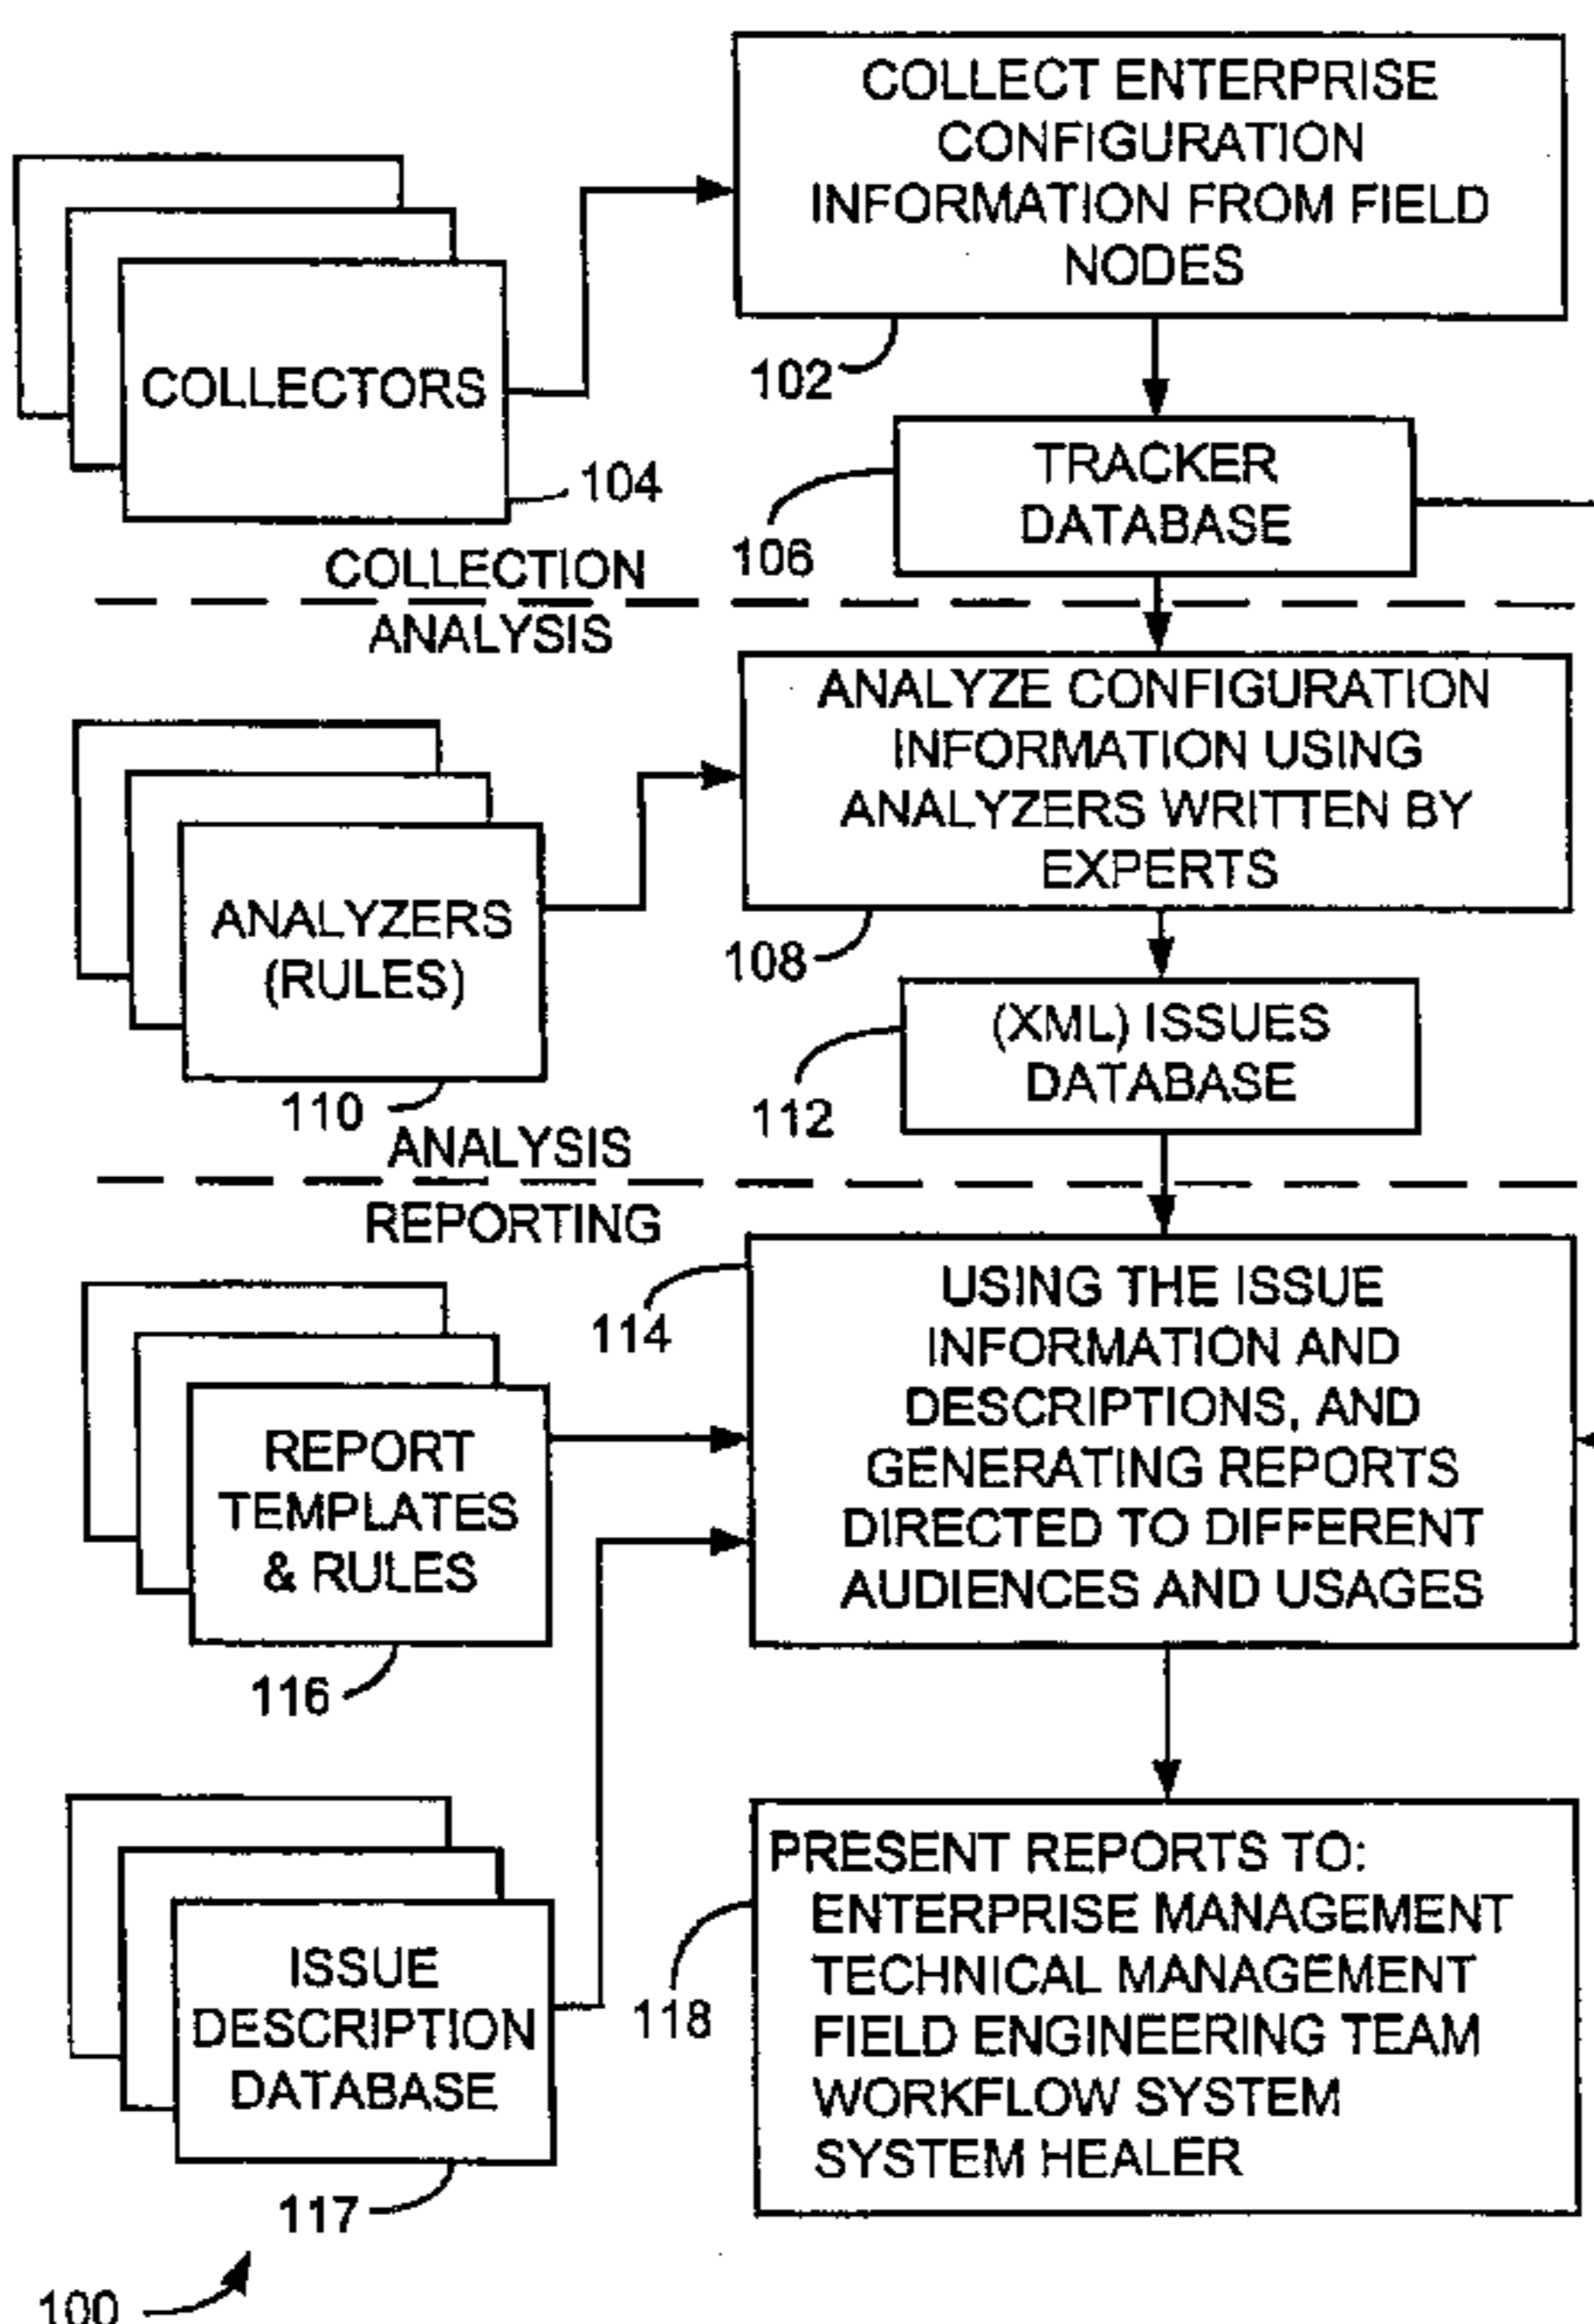 COLLECT ENTERPRISE
CONFIGURATION
INFORMATION FROM FIELD
NODES
102
COLLECTORS
104
TRACKER
DATABASE
106
COLLECTION
ANALYSIS
ANALYZE CONFIGURATION
INFORMATION USING
ANALYZERS WRITTEN BY
EXPERTS
108
ANALYZERS
(RULES)
110
(XML) ISSUES
DATABASE
112
ANALYSIS
REPORTING
114
USING THE ISSUE
INFORMATION AND
DESCRIPTIONS, AND
GENERATING REPORTS
DIRECTED TO DIFFERENT
AUDIENCES AND USAGES
REPORT
TEMPLATES
& RULES
116
ISSUE
DESCRIPTION
DATABASE
117
PRESENT REPORTS TO:
ENTERPRISE MANAGEMENT
TECHNICAL MANAGEMENT
FIELD ENGINEERING TEAM
WORKFLOW SYSTEM
SYSTEM HEALER
118
100